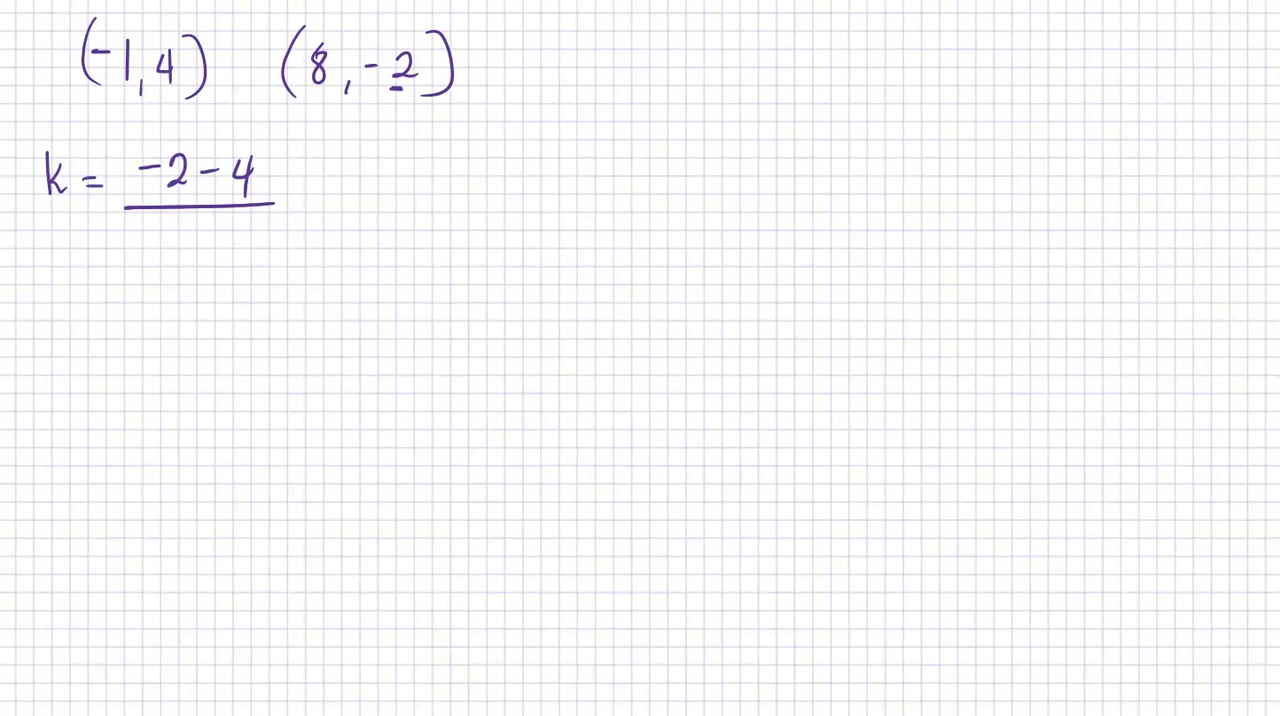 (-1,4) (8,-2)
k = -2-4